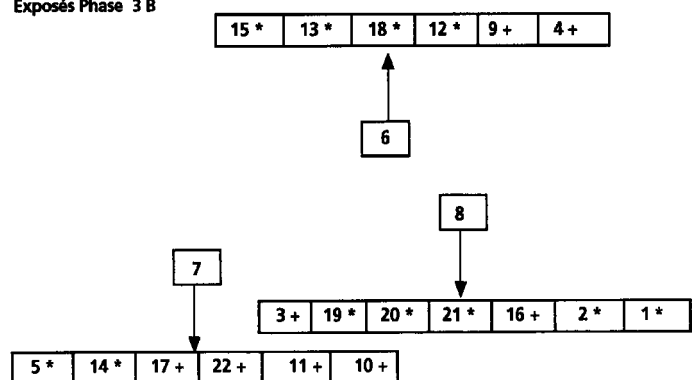 Exposés Phase 3 B
15 * 13 * 18 * 12 * 9 + 4 +
6
8
7
3 + 19 * 20 * 21 * 16 + 2 * 1 *
5 * 14 * 17 + 22 + 11 + 10 +